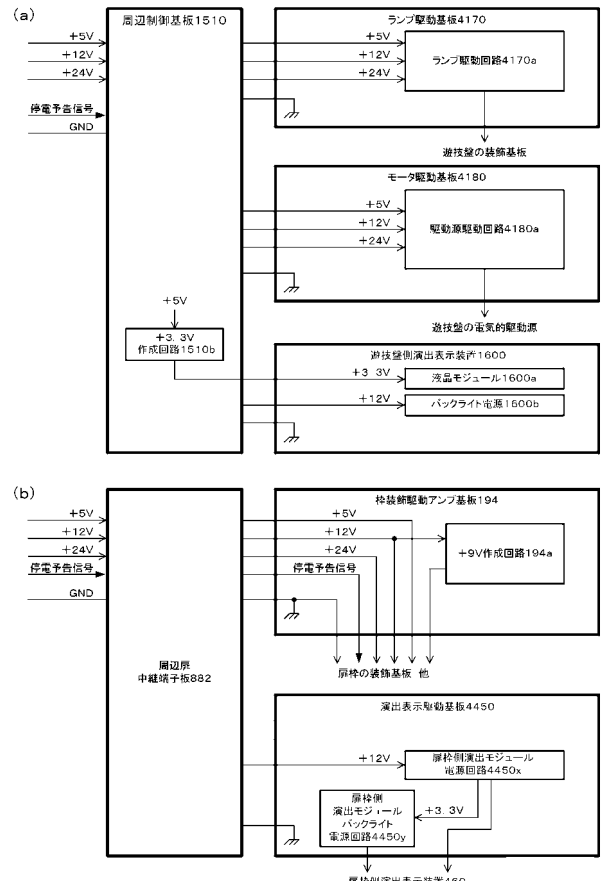 (a)
周辺制御基板1510
+5V
+12V
+24V
停電予告信号
GND
+5V
+3.3V
作成回路1510b
ランプ駆動基板4170
+5V
+12V
+24V
ランプ駆動回路4170a
遊技盤の装飾基板
モータ駆動基板4180
+5V
+12V
+24V
駆動源駆動回路4180a
遊技盤の電気的駆動源
遊技盤側演出表示装置1600
+3.3V
液晶モジュール1600a
+12V
バックライト電源1600b
(b)
+5V
+12V
+24V
停電予告信号
GND
周辺扉
中継端子板882
枠装飾駆動アンプ基板194
+5V
+12V
+24V
停電予告信号
+9V作成回路194a
扉枠の装飾基板 他
演出表示駆動基板4450
+12V
扉枠側演出モジュール
電源回路4450x
+3.3V
扉枠側
演出モジュール
バックライト
電源回路4450y
扉枠側演出表示装置460